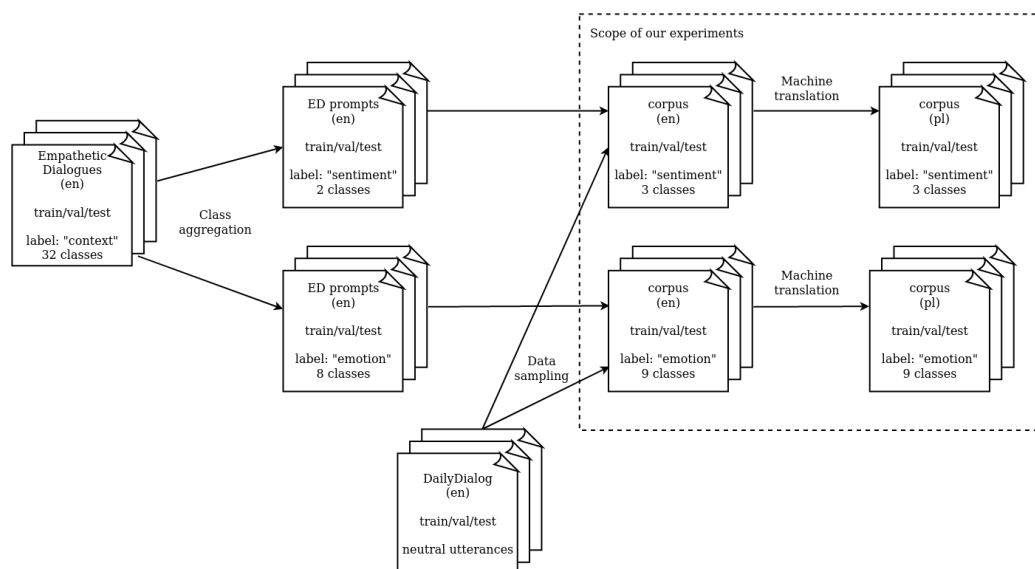 Scope of our experiments
Empathetic
Dialogues
(en)
train/val/test
label: "context"
32 classes
Class
aggregation
ED prompts
(en)
train/val/test
label: "sentiment"
2 classes
ED prompts
(en)
train/val/test
label: "emotion"
8 classes
DailyDialog
(en)
train/val/test
neutral utterances
Data
sampling
corpus
(en)
train/val/test
label: "sentiment"
3 classes
Machine
translation
corpus
(pl)
train/val/test
label: "sentiment"
3 classes
corpus
(en)
train/val/test
label: "emotion"
9 classes
Machine
translation
corpus
(pl)
train/val/test
label: "emotion"
9 classes